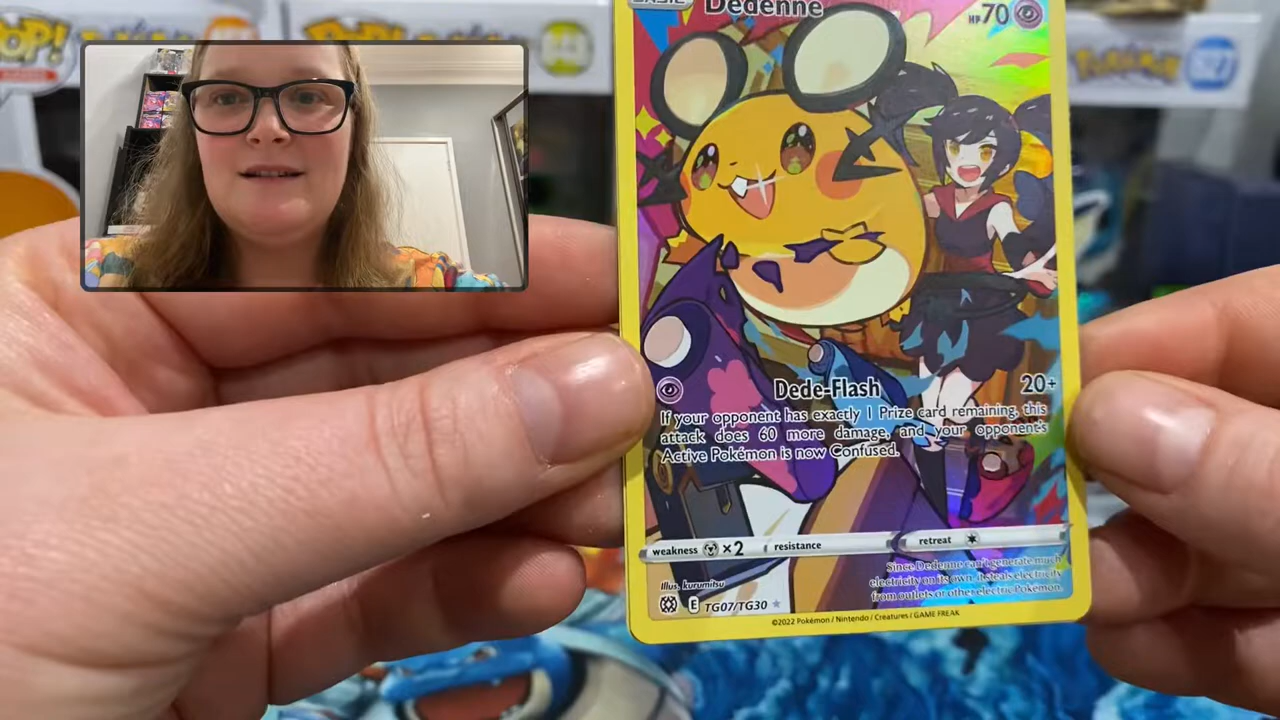 POP!
POKéMON
BASIC
Dedenne
HP70
Dede-Flash
20+
If your opponent has exactly 1 Prize card remaining, this
attack does 60 more damage, and your opponent's
Active Pokémon is now Confused.
weakness ×2 resistance retreat
Illus. kurumitsu
E TG07/TG30
Since Dedenne can't generate much
electricity on its own, it steals electricity
from outlets or other electric Pokémon.
©2022 Pokémon / Nintendo / Creatures / GAME FREAK